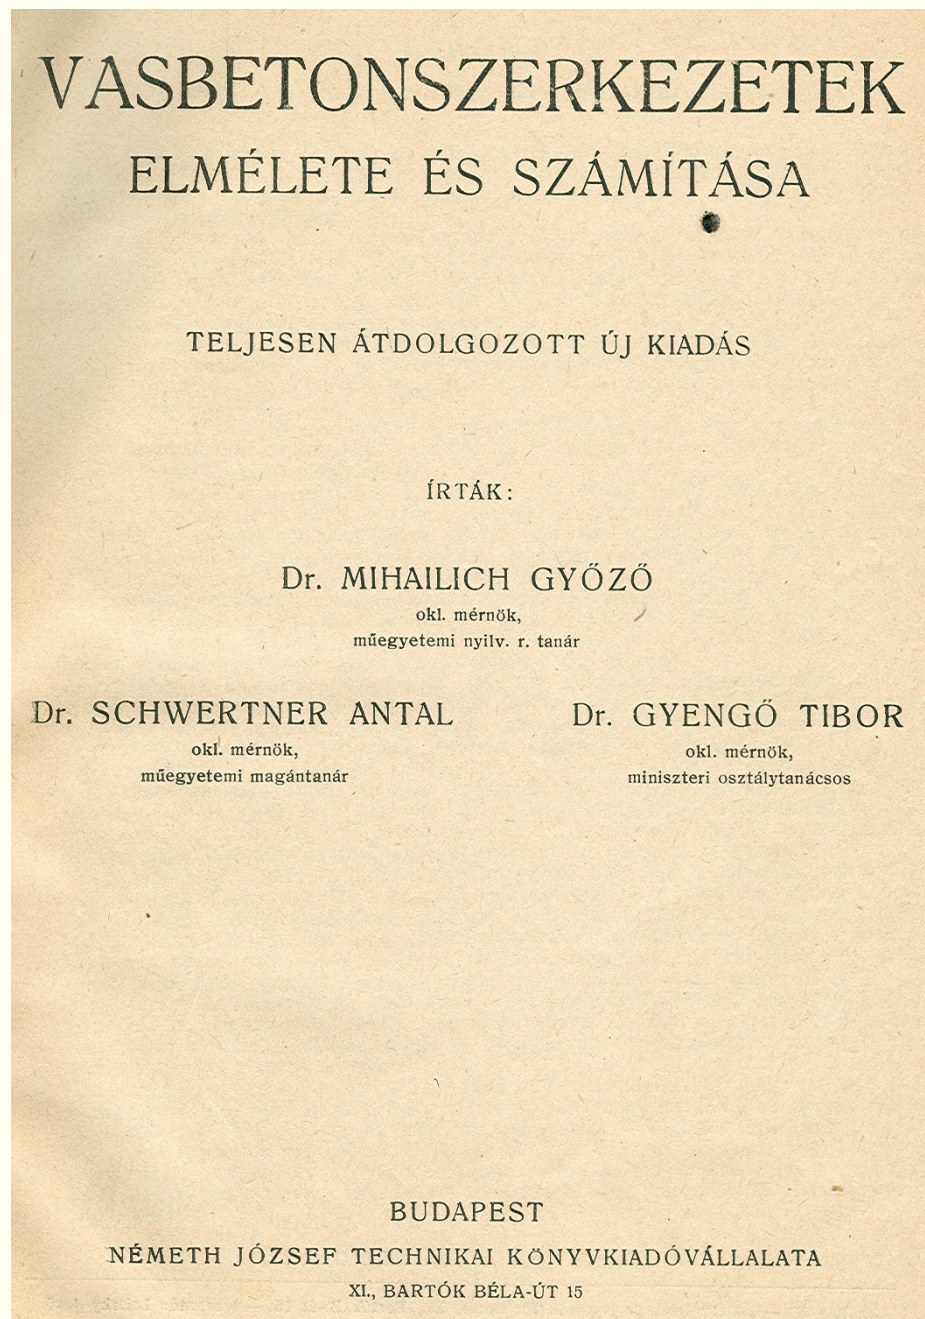 VASBETONSZERKEZETEK
ELMÉLETE ÉS SZÁMÍTÁSA
TELJESEN ÁTDOLGOZOTT ÚJ KIADÁS
ÍRTÁK:
Dr. MIHAILICH GYŐZŐ
okl. mérnök,
műegyetemi nyilv. r. tanár
Dr. SCHWERTNER ANTAL
okl. mérnök,
műegyetemi magántanár
Dr. GYENGŐ TIBOR
okl. mérnök,
miniszteri osztálytanácsos
BUDAPEST
NÉMETH JÓZSEF TECHNIKAI KÖNYVKIADÓVÁLLALATA
XI., BARTÓK BÉLA-ÚT 15